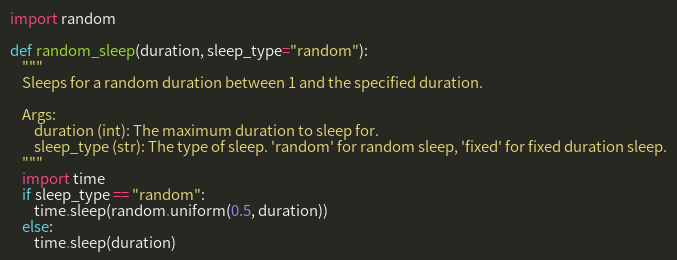 import random
def random_sleep(duration, sleep_type="random"):
"""
Sleeps for a random duration between 1 and the specified duration.
Args:
duration (int): The maximum duration to sleep for.
sleep_type (str): The type of sleep. 'random' for random sleep, 'fixed' for fixed duration sleep.
"""
import time
if sleep_type == "random":
time.sleep(random.uniform(0.5, duration))
else:
time.sleep(duration)